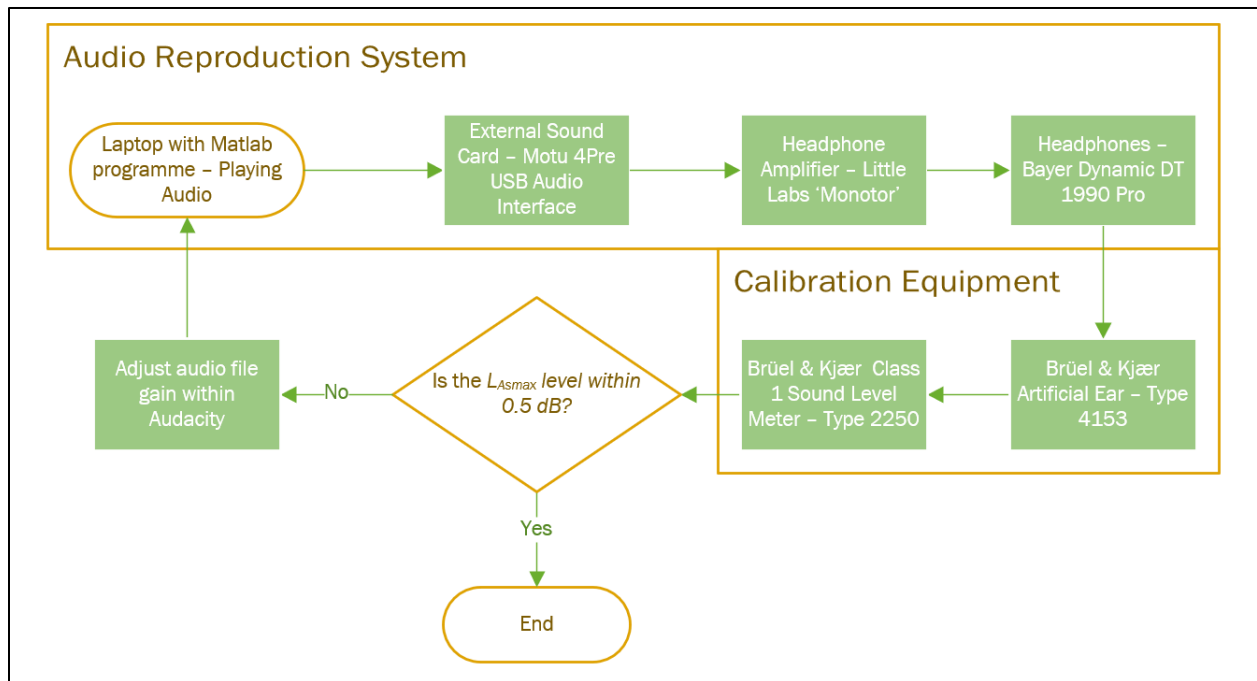 Audio Reproduction System
Laptop with Matlab
programme – Playing
Audio
External Sound
Card – Motu 4Pre
USB Audio
Interface
Headphone
Amplifier – Little
Labs ‘Monotor’
Headphones –
Bayer Dynamic DT
1990 Pro
Calibration Equipment
Brüel & Kjær
Artificial Ear – Type
4153
Brüel & Kjær Class
1 Sound Level
Meter – Type 2250
Is the LAsmax level within
0.5 dB?
No
Adjust audio file
gain within
Audacity
Yes
End